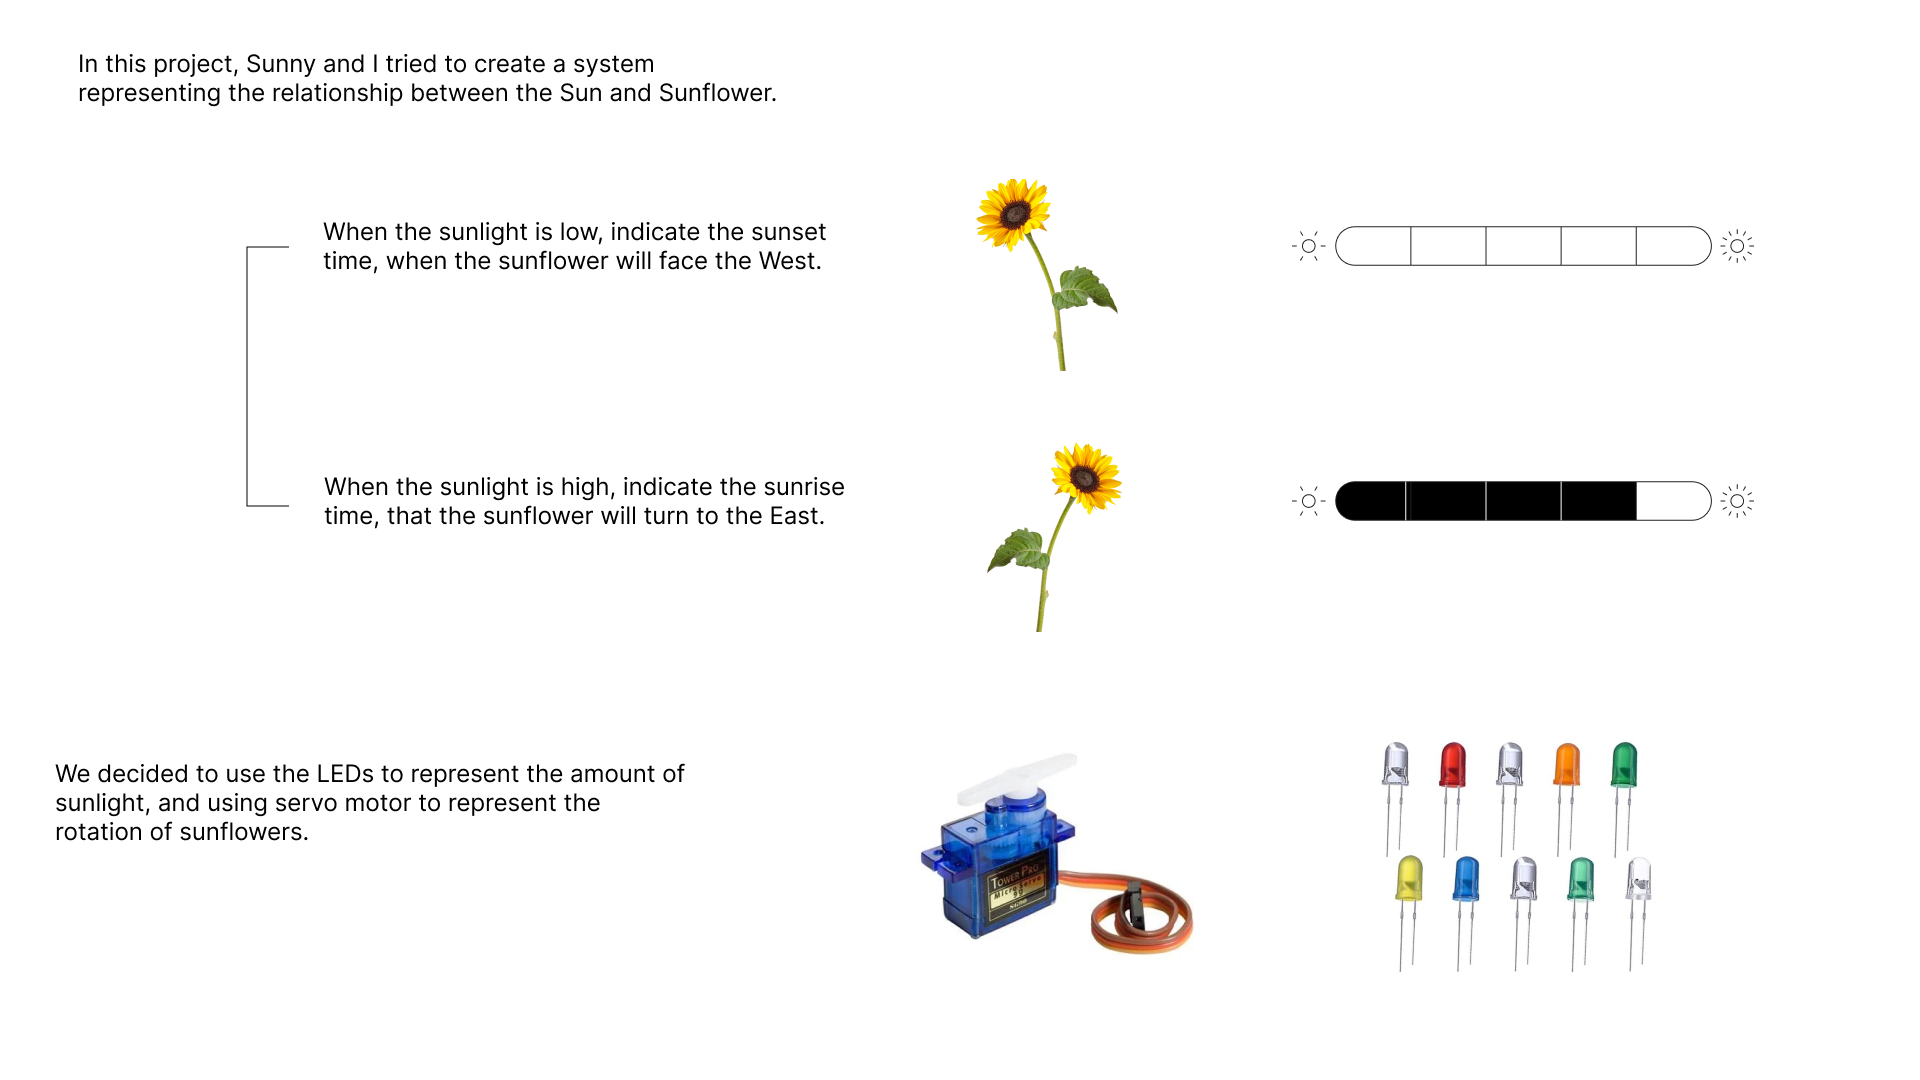 In this project, Sunny and I tried to create a system
representing the relationship between the Sun and Sunflower.
When the sunlight is low, indicate the sunset
time, when the sunflower will face the West.
When the sunlight is high, indicate the sunrise
time, that the sunflower will turn to the East.
We decided to use the LEDs to represent the amount of
sunlight, and using servo motor to represent the
rotation of sunflowers.
TOWER PRO
Micro Servo
9g
SG90